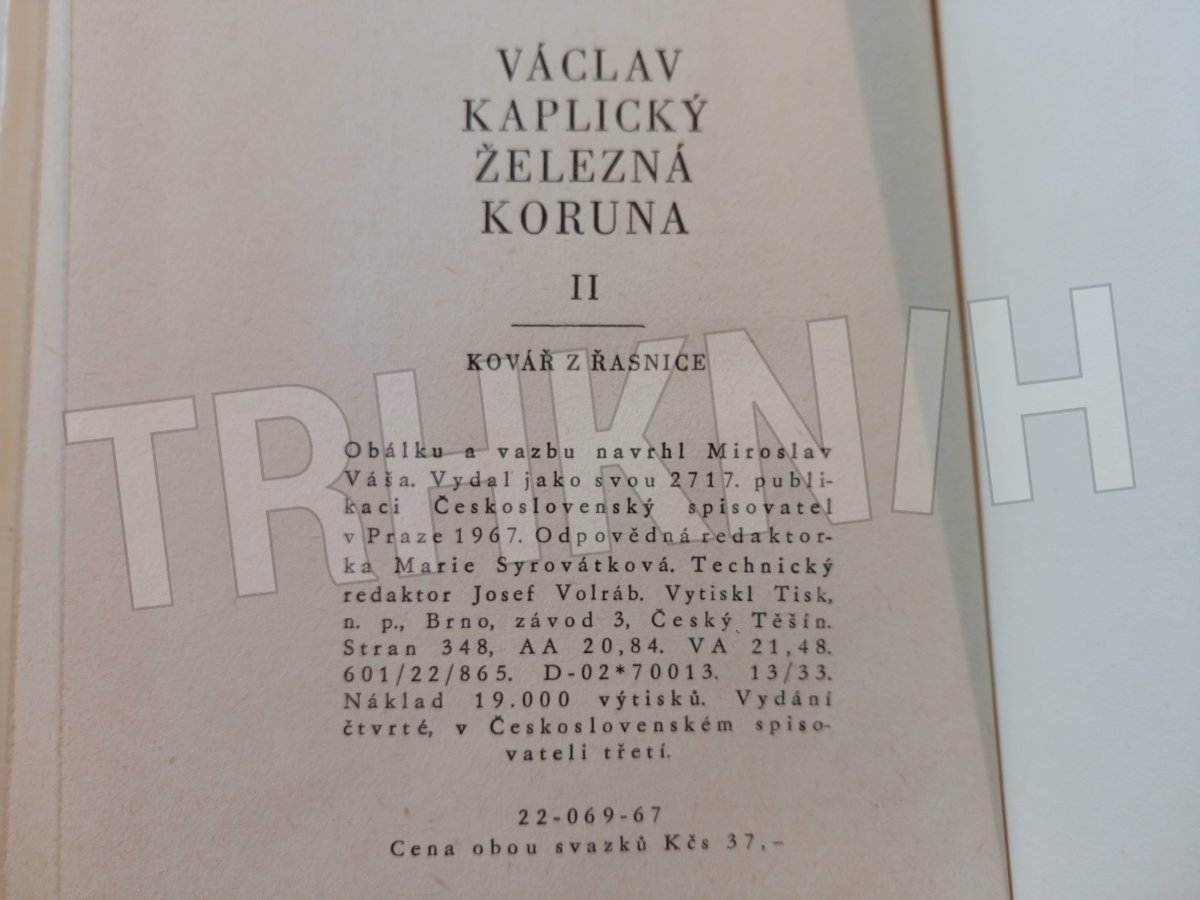 VÁCLAV
KAPLICKÝ
ŽELEZNÁ
KORUNA
II
KOVÁŘ Z ŘASNICE
Obálku a vazbu navrhl Miroslav
Váša. Vydal jako svou 2717. publi-
kaci Československý spisovatel
v Praze 1967. Odpovědná redaktor-
ka Marie Syrovátková. Technický
redaktor Josef Volráb. Vytiskl Tisk,
n. p., Brno, závod 3, Český Těšín.
Stran 348, AA 20,84. VA 21,48.
601/22/865. D-02*70013. 13/33.
Náklad 19.000 výtisků. Vydání
čtvrté, v Československém spiso-
vateli třetí.
22-069-67
Cena obou svazků Kčs 37,–
TRHKNIH